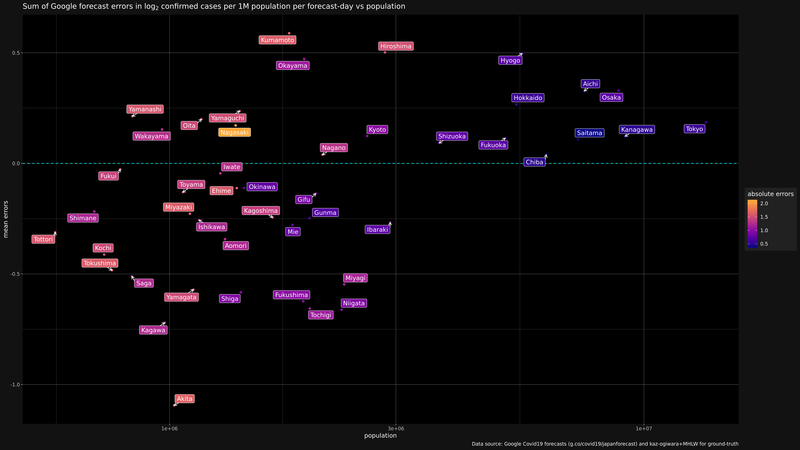 Sum of Google forecast errors in log2 confirmed cases per 1M population per forecast-day vs population
Kumamoto
Hiroshima
0.5
Hyogo
Okayama
Aichi
Osaka
Hokkaido
Yamanashi
Yamaguchi
Oita
Nagasaki
Kyoto
Tokyo
Kanagawa
Saitama
Wakayama
Shizuoka
Fukuoka
Nagano
0.0
Chiba
Iwate
Fukui
Toyama
Ehime
Okinawa
Gifu
Miyazaki
Kagoshima
Gunma
Shimane
Ishikawa
Mie
Ibaraki
Tottori
Aomori
Kochi
Tokushima
-0.5
Miyagi
Saga
Yamagata
Shiga
Fukushima
Niigata
Tochigi
Kagawa
-1.0
Akita
mean errors
1e+06
3e+06
1e+07
population
absolute errors
2.0
1.5
1.0
0.5
Data source: Google Covid19 forecasts (g.co/covid19/japanforecast) and kaz-ogiwara+MHLW for ground-truth